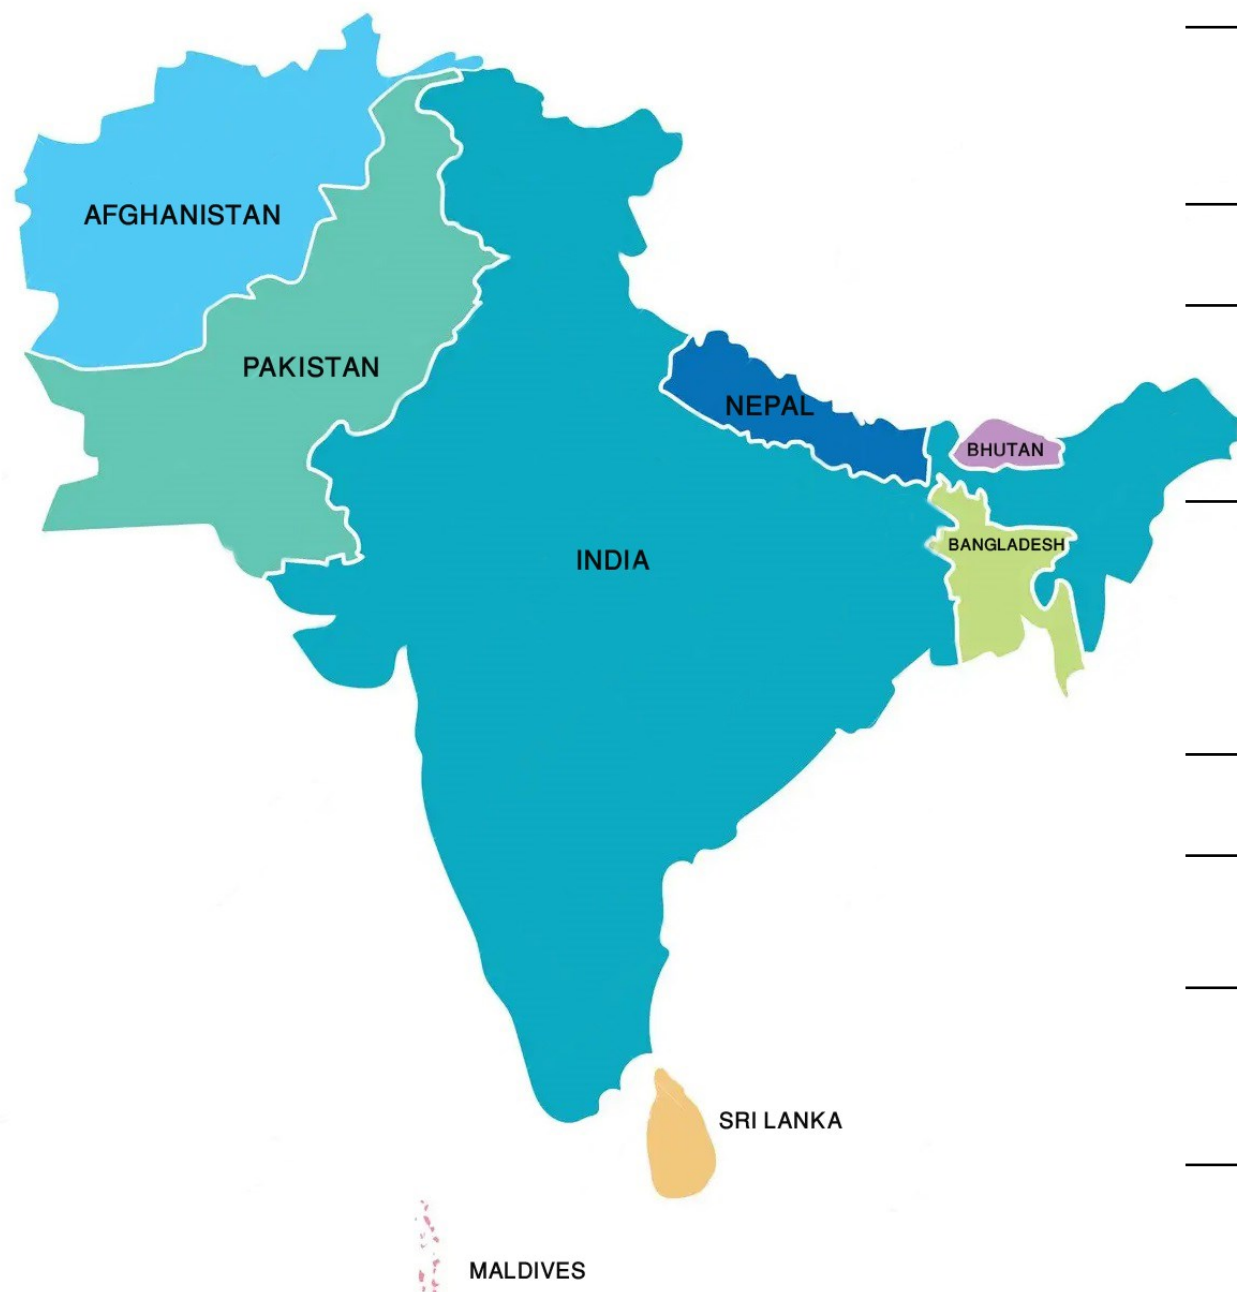 AFGHANISTAN
PAKISTAN
NEPAL
BHUTAN
BANGLADESH
INDIA
SRI LANKA
MALDIVES